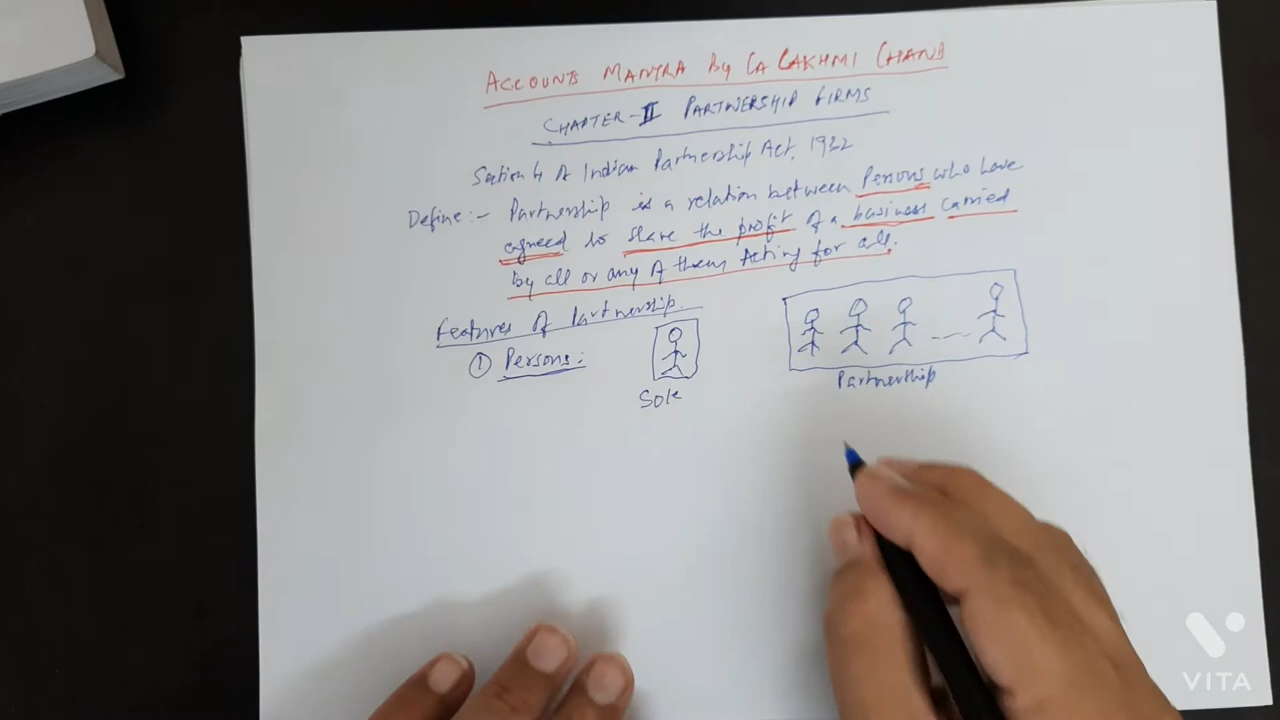 ACCOUNTS MANTRA By CA LAKHMI CHAND
CHAPTER-II PARTNERSHIP FIRMS
Section 4 of Indian Partnership Act, 1932
Define:- Partnership is a relation between Persons who have
agreed to share the profit of a business carried
by all or any of them Acting for all.
Features of Partnership.
① Persons:
Sole
Partnership
VITA